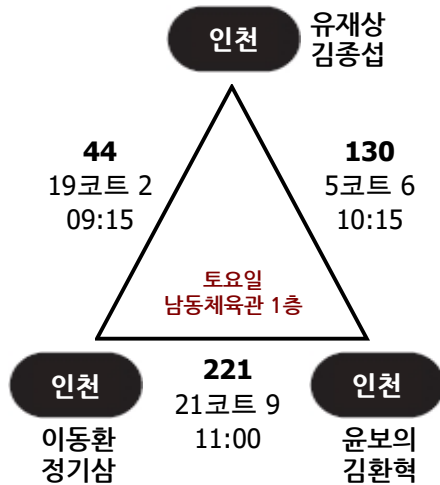 인천
유재상
김종섭
44
19코트 2
09:15
130
5코트 6
10:15
토요일
남동체육관 1층
인천
이동환
정기삼
221
21코트 9
11:00
인천
윤보의
김환혁